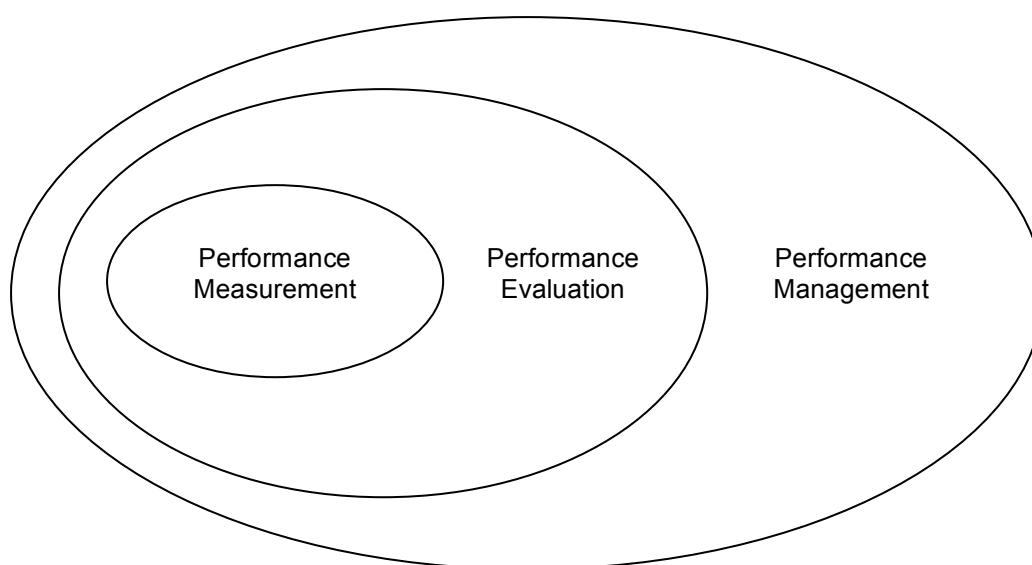 Performance
Measurement
Performance
Evaluation
Performance
Management